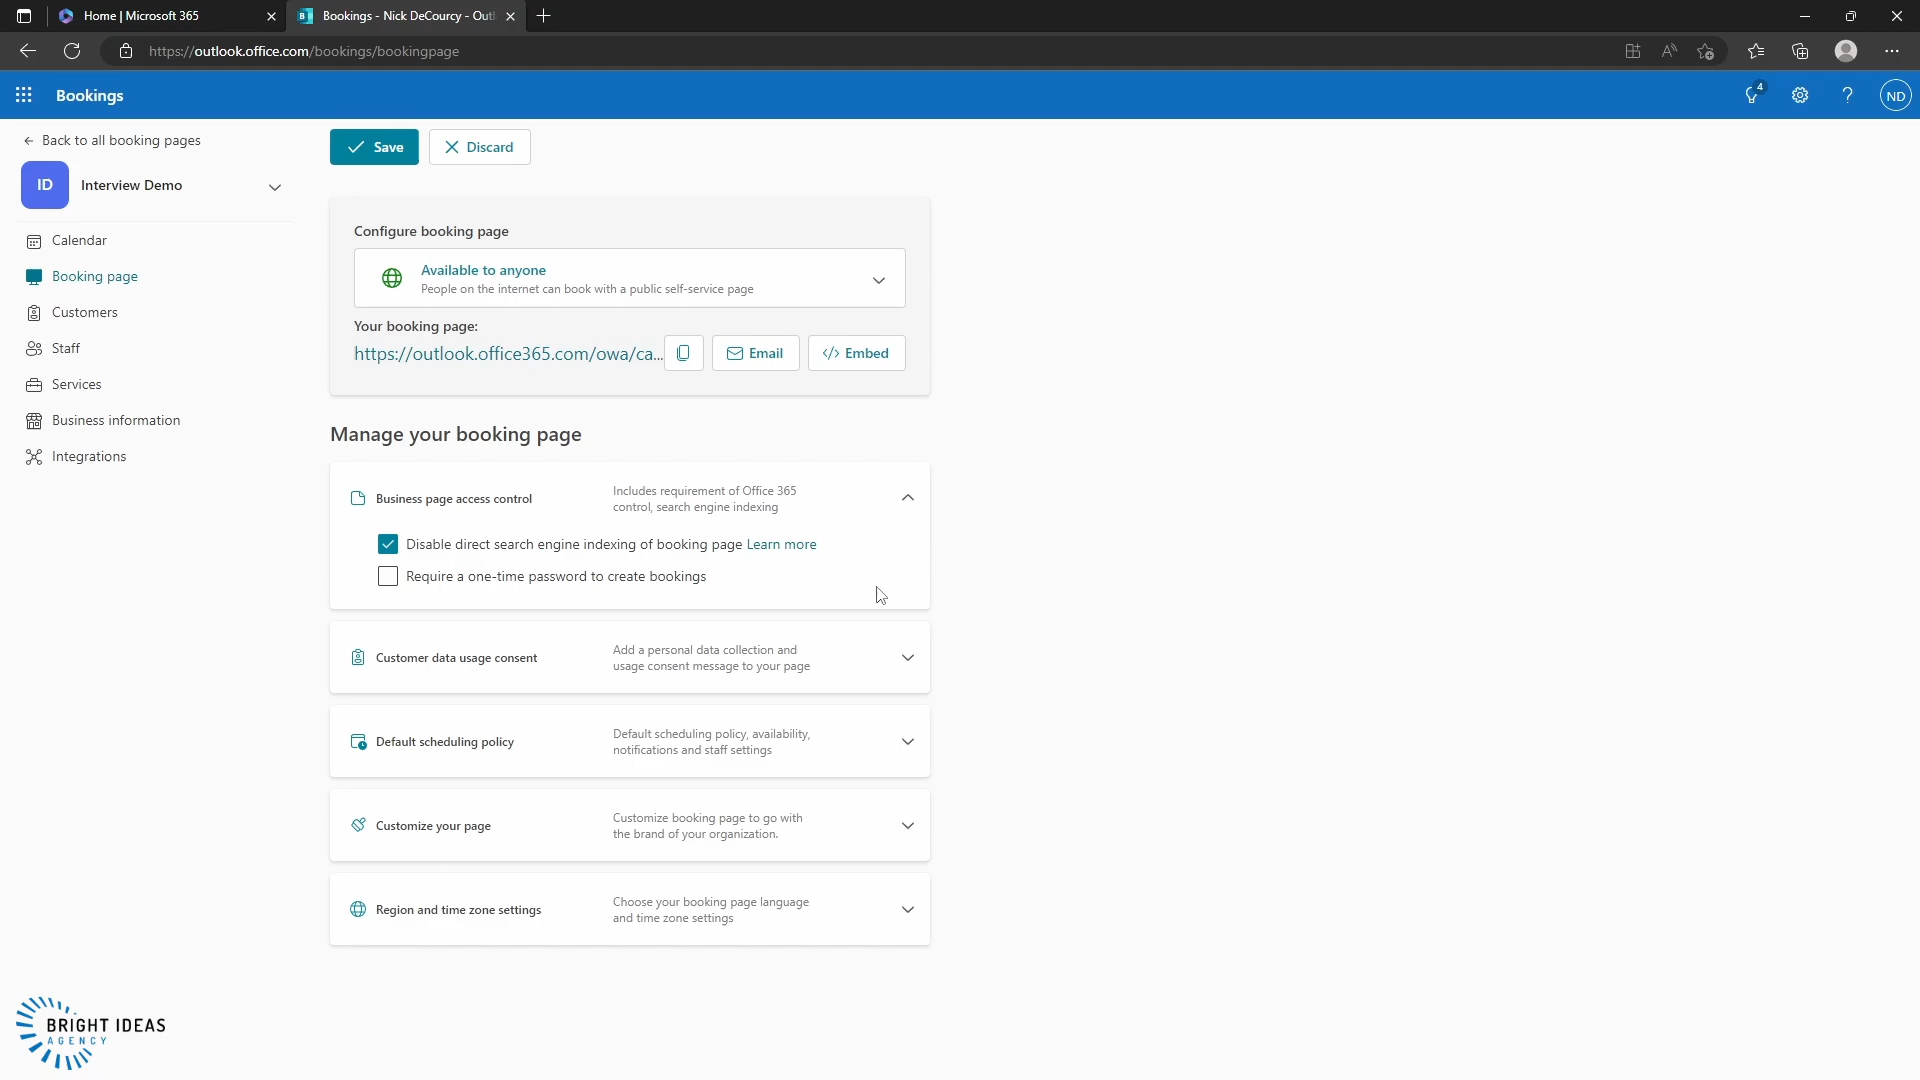 Home | Microsoft 365
Bookings - Nick DeCourcy - Outl
https://outlook.office.com/bookings/bookingpage
Bookings
4
ND
Back to all booking pages
ID
Interview Demo
Calendar
Booking page
Customers
Staff
Services
Business information
Integrations
Save
Discard
Configure booking page
Available to anyone
People on the internet can book with a public self-service page
Your booking page:
https://outlook.office365.com/owa/ca...
Email
Embed
Manage your booking page
Business page access control
Includes requirement of Office 365
control, search engine indexing
Disable direct search engine indexing of booking page Learn more
Require a one-time password to create bookings
Customer data usage consent
Add a personal data collection and
usage consent message to your page
Default scheduling policy
Default scheduling policy, availability,
notifications and staff settings
Customize your page
Customize booking page to go with
the brand of your organization.
Region and time zone settings
Choose your booking page language
and time zone settings
BRIGHT IDEAS
AGENCY